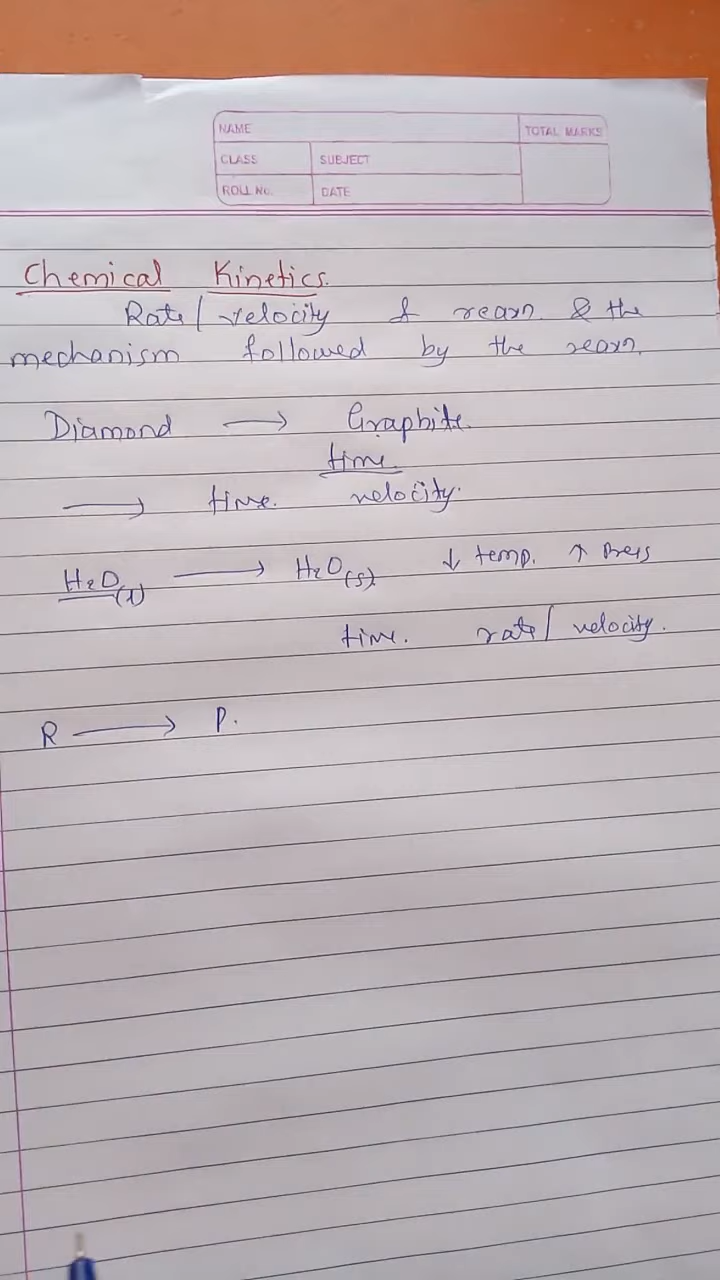 NAME
TOTAL MARKS
CLASS
SUBJECT
ROLL No.
DATE
Chemical Kinetics.
Rate/velocity of reaxn. & the
mechanism followed by the reaxn.
Diamond → Graphite.
time.
→ time. velocity.
H2O(l) → H2O(s) ↓ temp. ↑ Press
time. rate/velocity.
R → P.